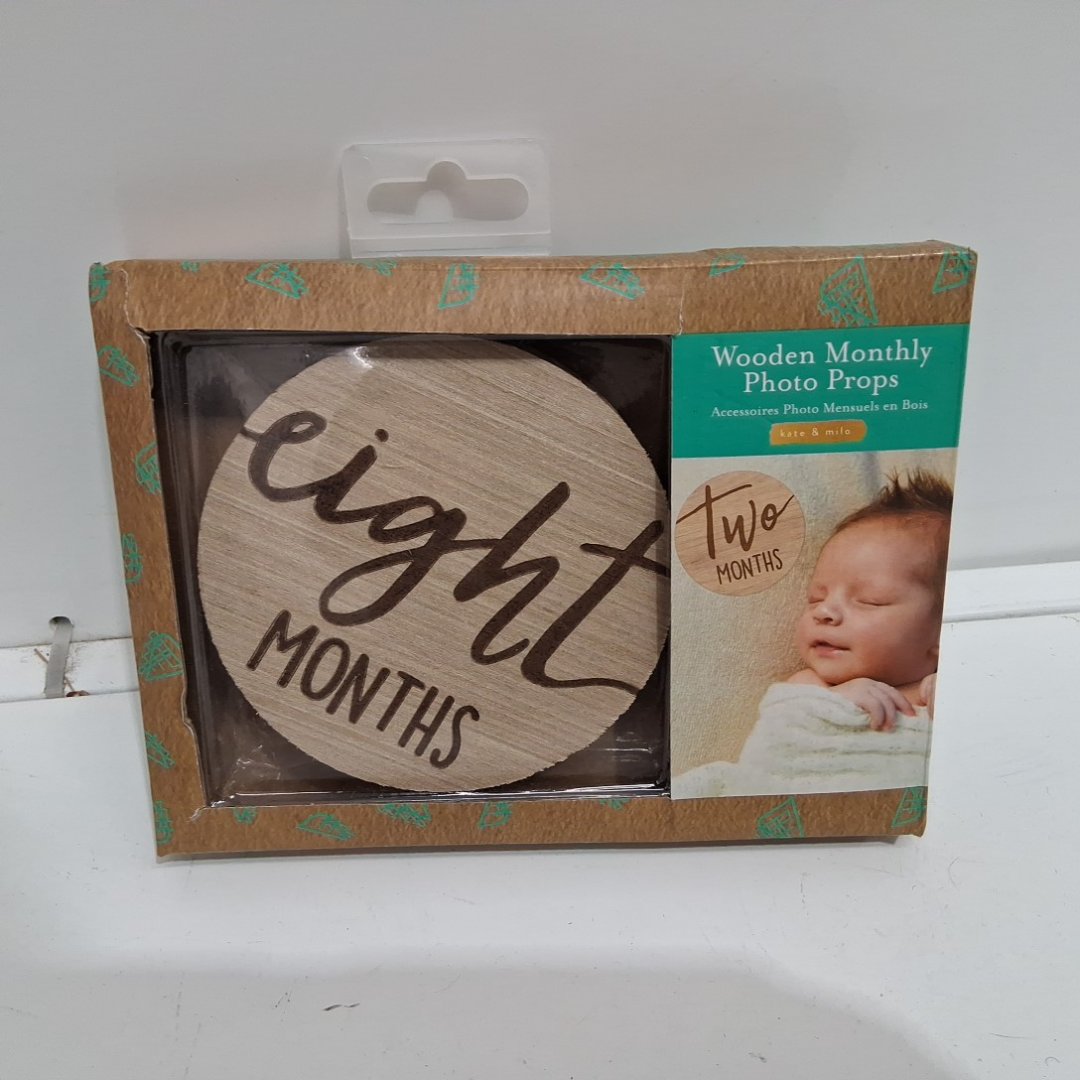 eight
MONTHS
Wooden Monthly
Photo Props
Accessoires Photo Mensuels en Bois
kate & milo
Two
MONTHS